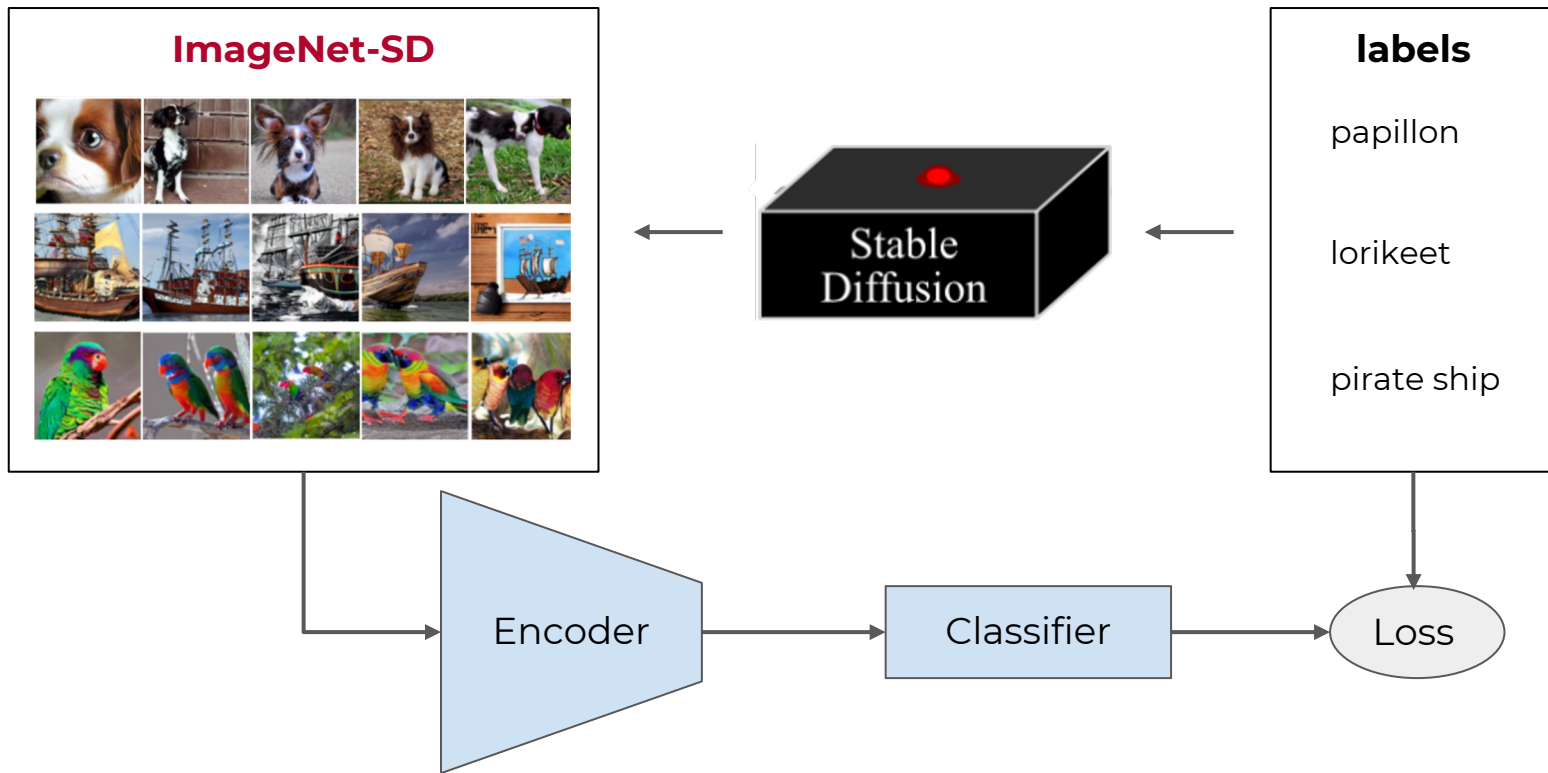 ImageNet-SD
labels
papillon
lorikeet
pirate ship
Stable
Diffusion
Encoder
Classifier
Loss